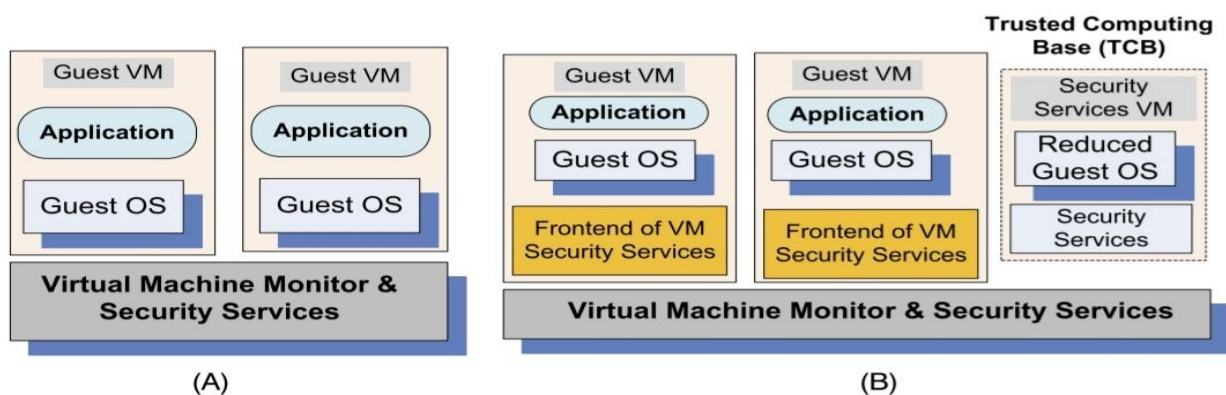 Guest VM
Application
Guest OS
Guest VM
Application
Guest OS
Virtual Machine Monitor &
Security Services
(A)
Guest VM
Application
Guest OS
Frontend of VM
Security Services
Guest VM
Application
Guest OS
Frontend of VM
Security Services
Trusted Computing
Base (TCB)
Security
Services VM
Reduced
Guest OS
Security
Services
Virtual Machine Monitor & Security Services
(B)